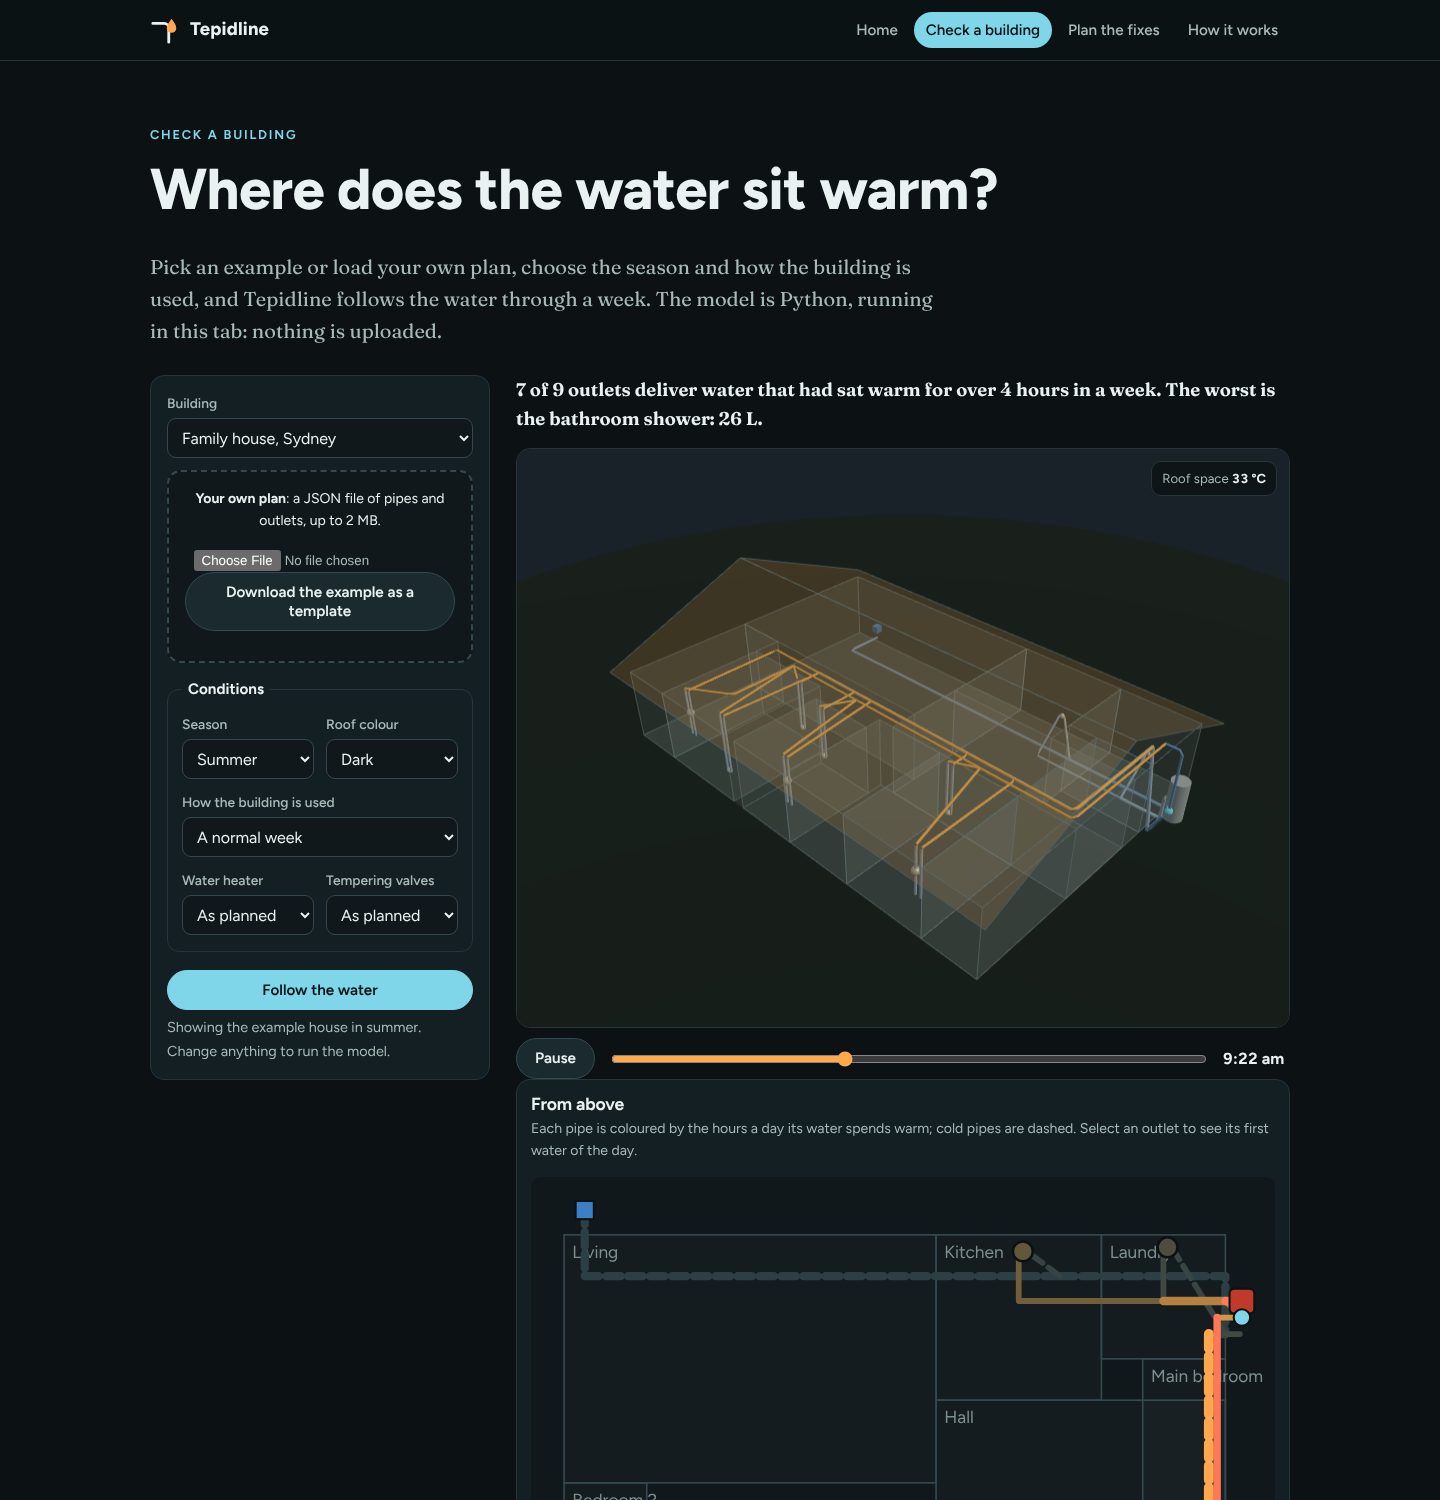 Tepidline
Home
Check a building
Plan the fixes
How it works
CHECK A BUILDING
Where does the water sit warm?
Pick an example or load your own plan, choose the season and how the building is
used, and Tepidline follows the water through a week. The model is Python, running
in this tab: nothing is uploaded.
Building
Family house, Sydney
Your own plan: a JSON file of pipes and
outlets, up to 2 MB.
Choose File No file chosen
Download the example as a
template
Conditions
Season
Roof colour
Summer
Dark
How the building is used
A normal week
Water heater
Tempering valves
As planned
As planned
Follow the water
Showing the example house in summer.
Change anything to run the model.
7 of 9 outlets deliver water that had sat warm for over 4 hours in a week. The worst is
the bathroom shower: 26 L.
Roof space 33 °C
Pause
9:22 am
From above
Each pipe is coloured by the hours a day its water spends warm; cold pipes are dashed. Select an outlet to see its first
water of the day.
Living
Kitchen
Laund
Main bedroom
Hall
Bedroom 2